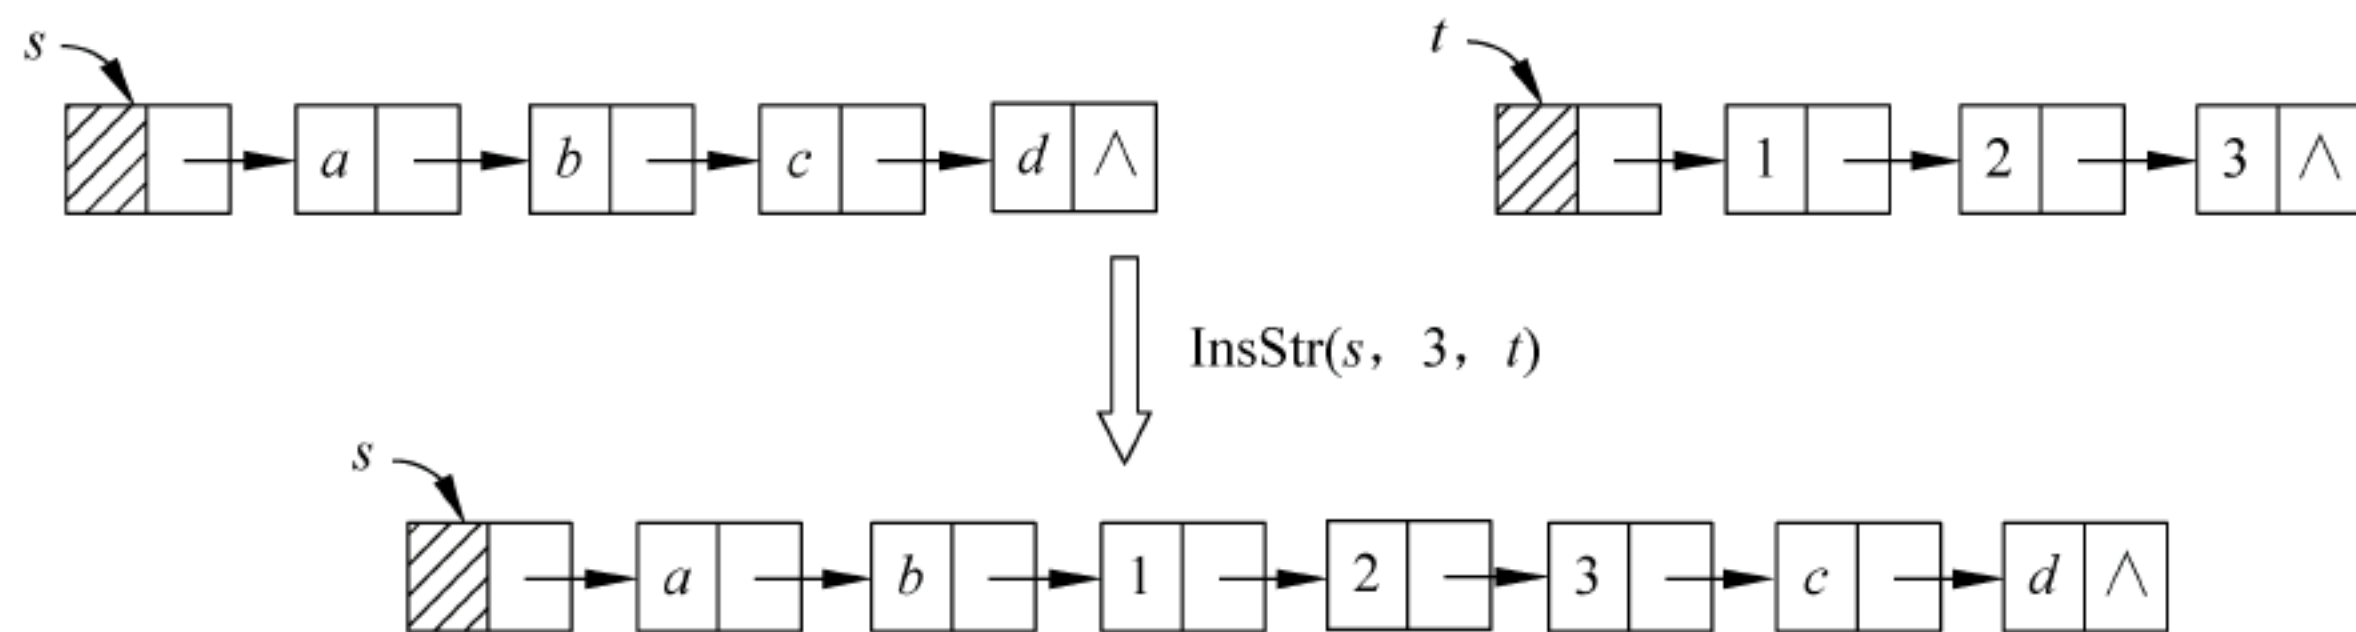 s t
a b c d ∧ 1 2 3 ∧
InsStr(s， 3， t)
s
a b 1 2 3 c d ∧